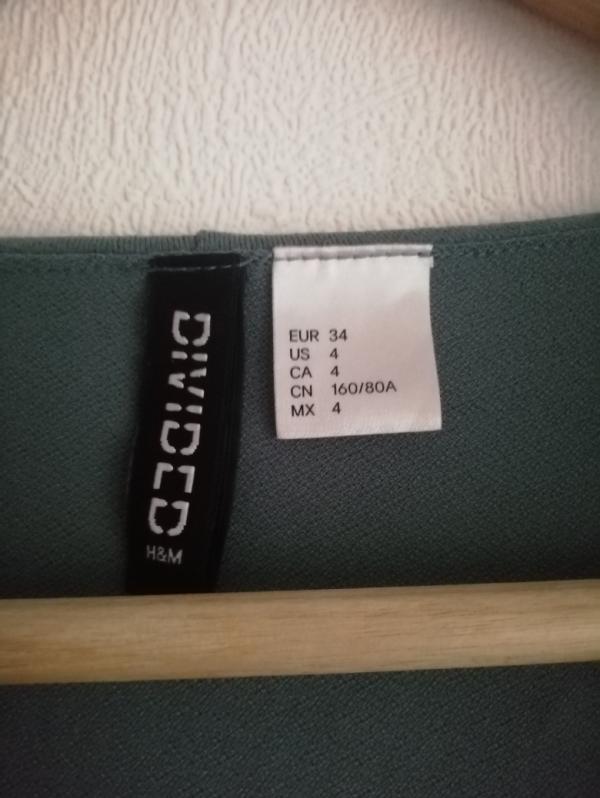 DIVIDED
H&M
EUR 34
US 4
CA 4
CN 160/80A
MX 4